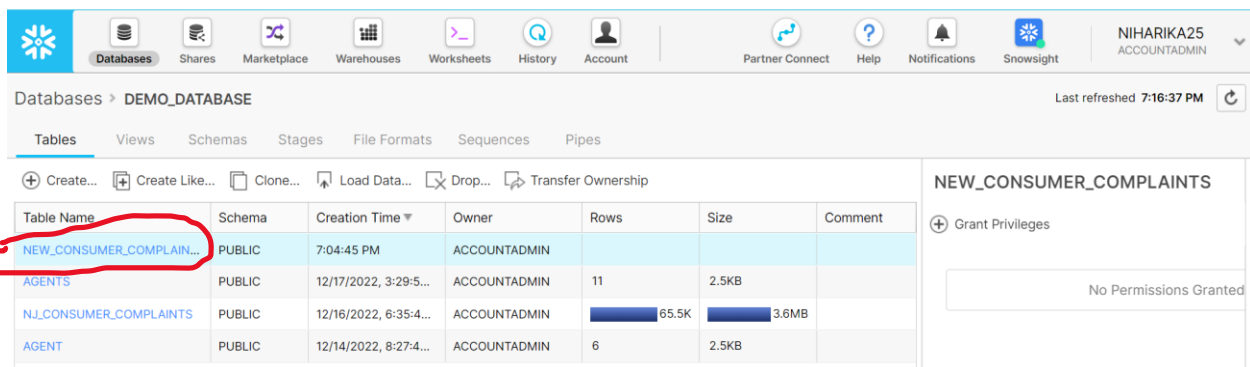 Databases Shares Marketplace Warehouses Worksheets History Account Partner Connect Help Notifications Snowsight NIHARIKA25
ACCOUNTADMIN
Databases > DEMO_DATABASE Last refreshed 7:16:37 PM
Tables Views Schemas Stages File Formats Sequences Pipes
Create... Create Like... Clone... Load Data... Drop... Transfer Ownership NEW_CONSUMER_COMPLAINTS
Table Name Schema Creation Time Owner Rows Size Comment
Grant Privileges
NEW_CONSUMER_COMPLAIN... PUBLIC 7:04:45 PM ACCOUNTADMIN
AGENTS PUBLIC 12/17/2022, 3:29:5... ACCOUNTADMIN 11 2.5KB
No Permissions Granted
NJ_CONSUMER_COMPLAINTS PUBLIC 12/16/2022, 6:35:4... ACCOUNTADMIN 65.5K 3.6MB
AGENT PUBLIC 12/14/2022, 8:27:4... ACCOUNTADMIN 6 2.5KB